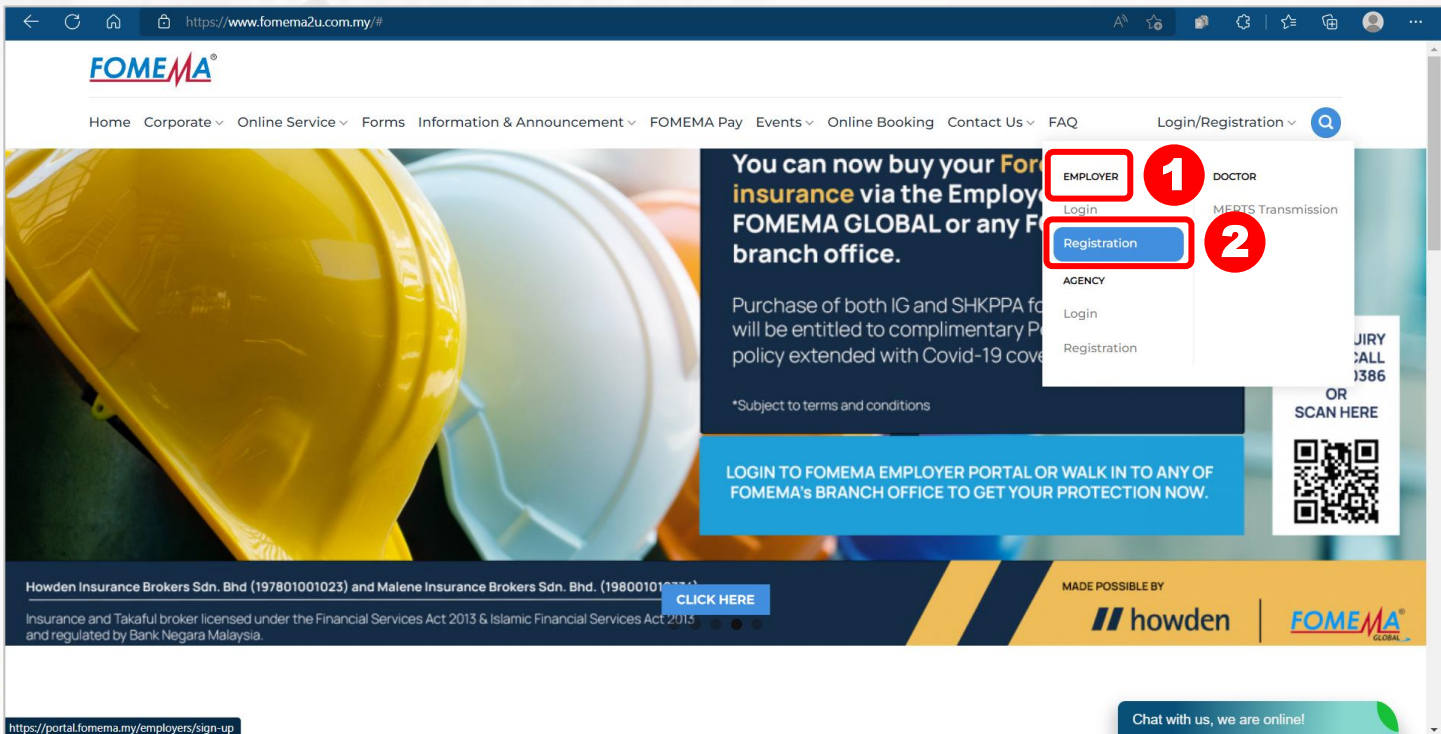 https://www.fomema2u.com.my/#
FOMEMA®
Home Corporate Online Service Forms Information & Announcement FOMEMA Pay Events Online Booking Contact Us FAQ Login/Registration
You can now buy your
insurance via the
FOMEMA GLOBAL or any
branch office.
Purchase of both IG and SHKPPA
will be entitled to complimentary
policy extended with Covid-19
*Subject to terms and conditions
EMPLOYER
1
Login
Registration
2
AGENCY
Login
Registration
DOCTOR
MERTS Transmission
OR
SCAN HERE
LOGIN TO FOMEMA EMPLOYER PORTAL OR WALK IN TO ANY OF
FOMEMA's BRANCH OFFICE TO GET YOUR PROTECTION NOW.
Howden Insurance Brokers Sdn. Bhd (197801001023) and Malene Insurance Brokers Sdn. Bhd.
Insurance and Takaful broker licensed under the Financial Services Act 2013 & Islamic Financial Services Act 2013
and regulated by Bank Negara Malaysia.
CLICK HERE
MADE POSSIBLE BY
howden
FOMEMA®
GLOBAL
https://portal.fomema.my/employers/sign-up
Chat with us, we are online!